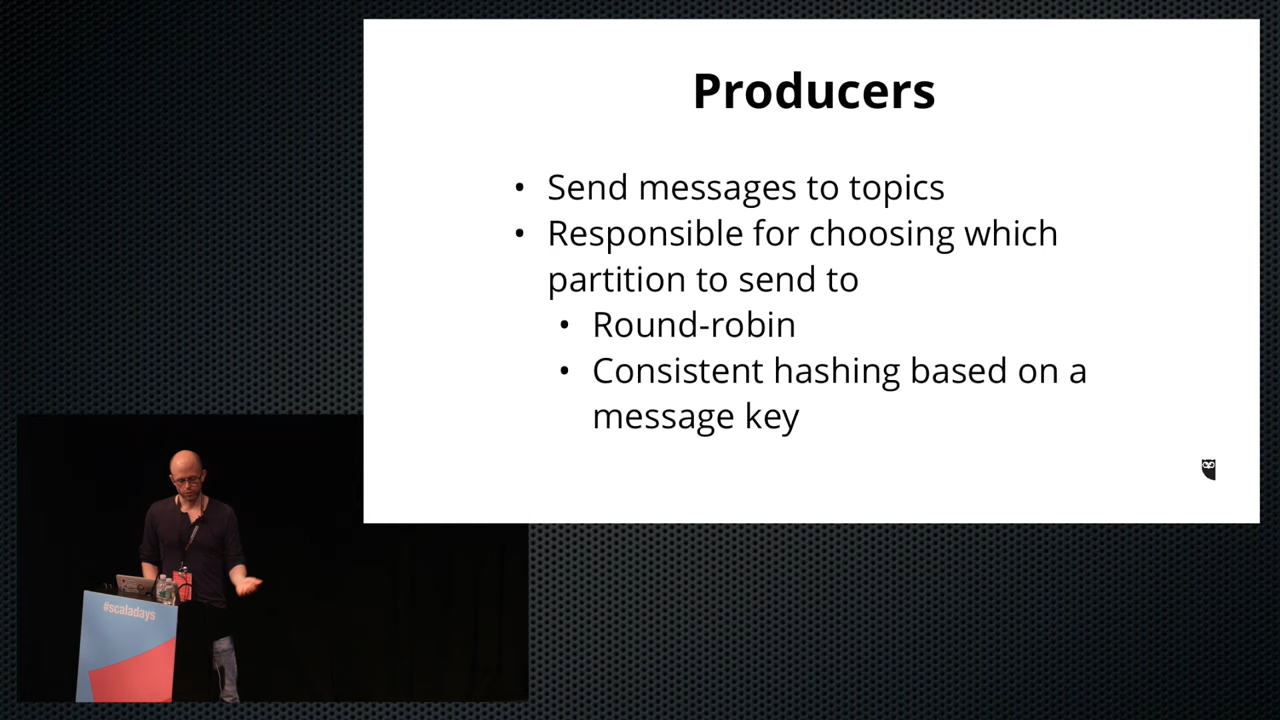 Producers
• Send messages to topics
• Responsible for choosing which
partition to send to
• Round-robin
• Consistent hashing based on a
message key
#scaladays